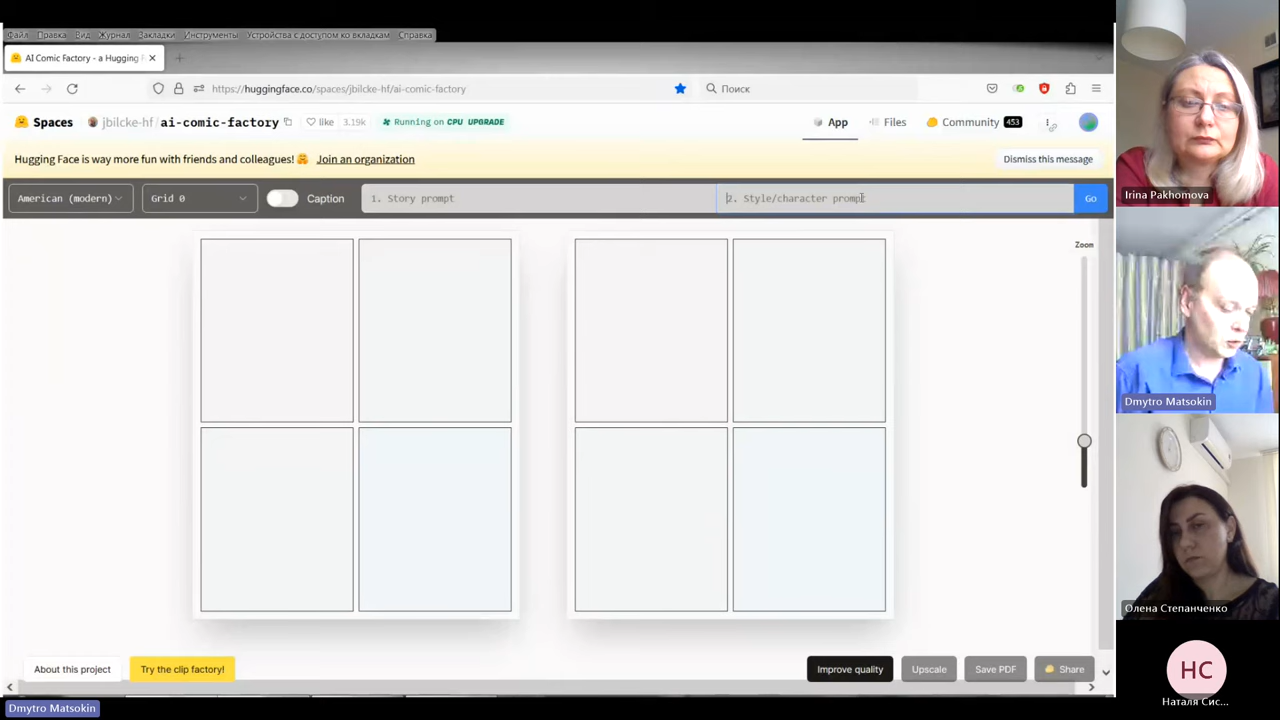 Файл Правка Вид Журнал Закладки Инструменты Устройства с доступом ко вкладкам Справка
AI Comic Factory - a Hugging F
https://huggingface.co/spaces/jbilcke-hf/ai-comic-factory
Поиск
Spaces
jbilcke-hf/ai-comic-factory
like 3.19k
Running on CPU UPGRADE
App
Files
Community 453
Hugging Face is way more fun with friends and colleagues! Join an organization
Dismiss this message
American (modern)
Grid 0
Caption
1. Story prompt
2. Style/character prompt
Go
Zoom
About this project
Try the clip factory!
Improve quality
Upscale
Save PDF
Share
Dmytro Matsokin
Irina Pakhomova
Dmytro Matsokin
Олена Степанченко
НС
Наталя Сис...